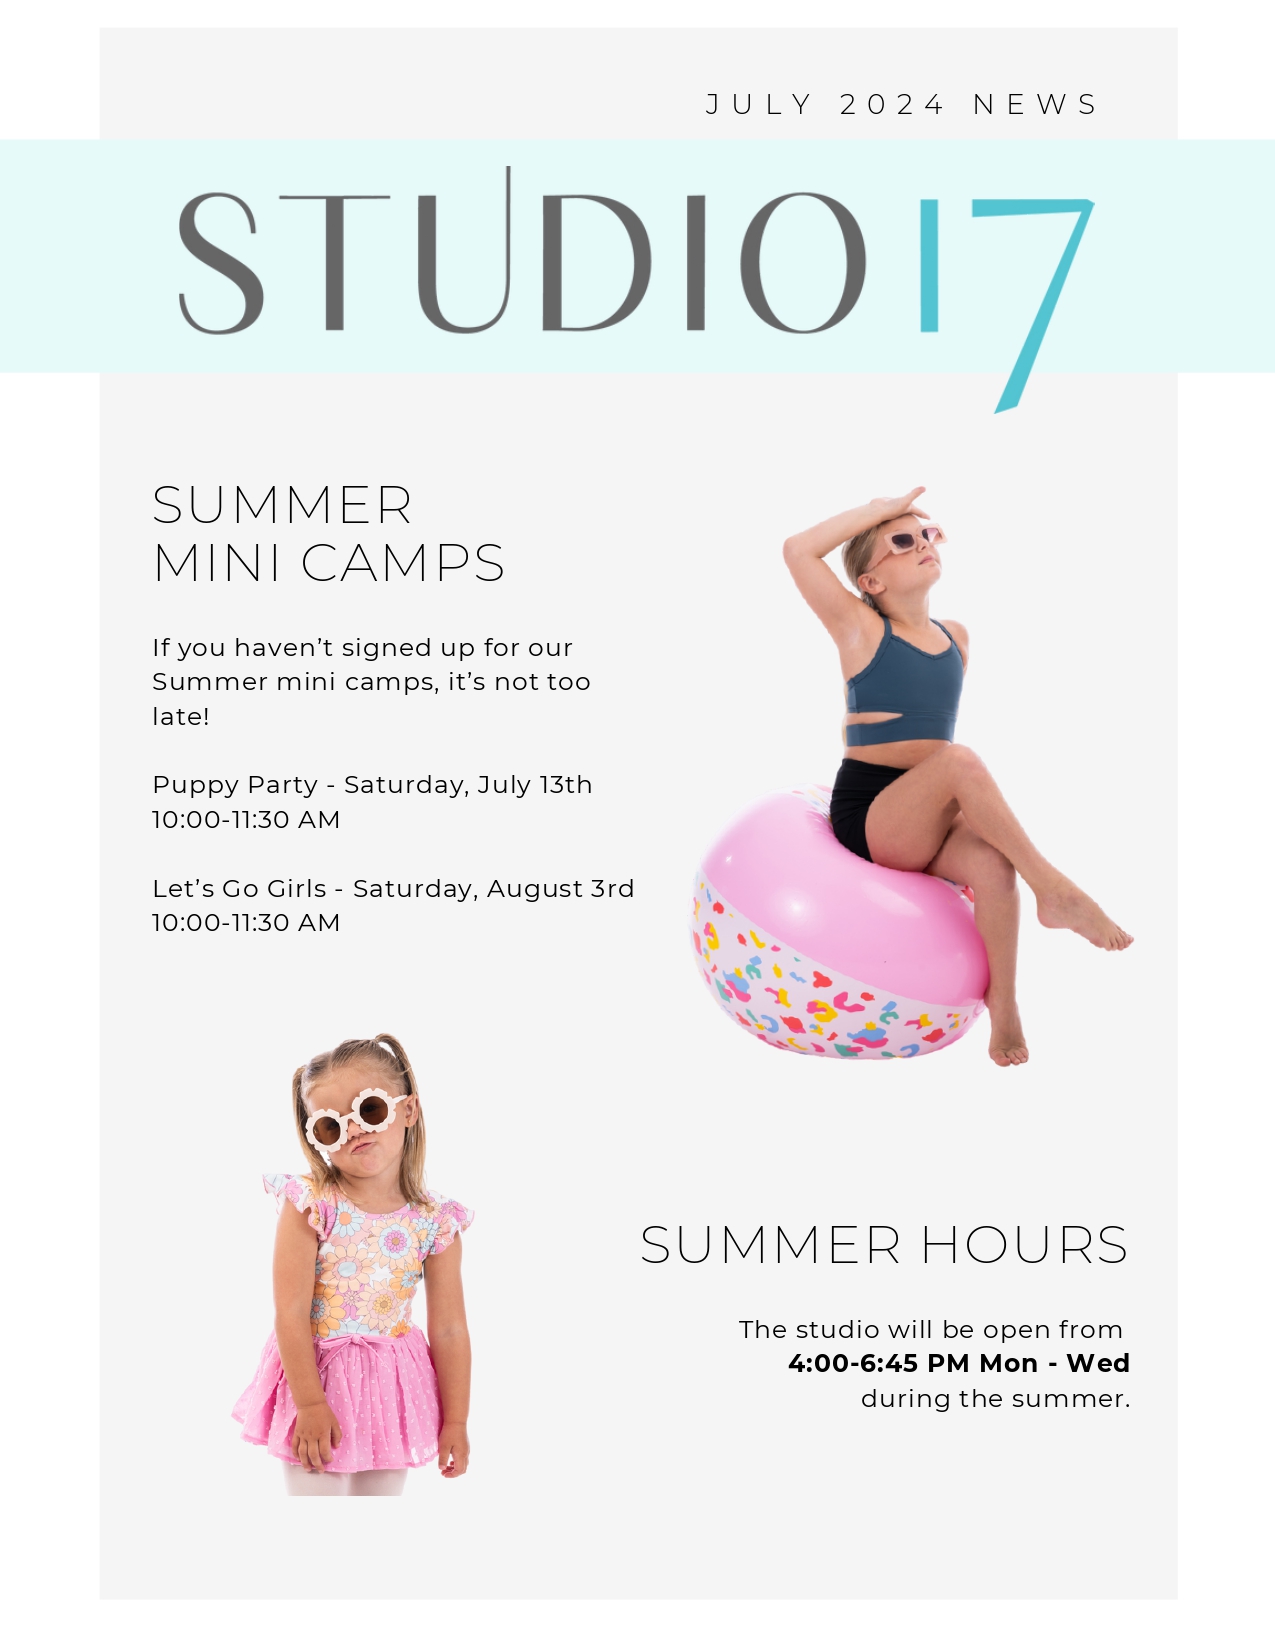 JULY 2024 NEWS
STUDIO 17
SUMMER
MINI CAMPS
If you haven’t signed up for our
Summer mini camps, it’s not too
late!
Puppy Party - Saturday, July 13th
10:00-11:30 AM
Let’s Go Girls - Saturday, August 3rd
10:00-11:30 AM
SUMMER HOURS
The studio will be open from
4:00-6:45 PM Mon - Wed
during the summer.